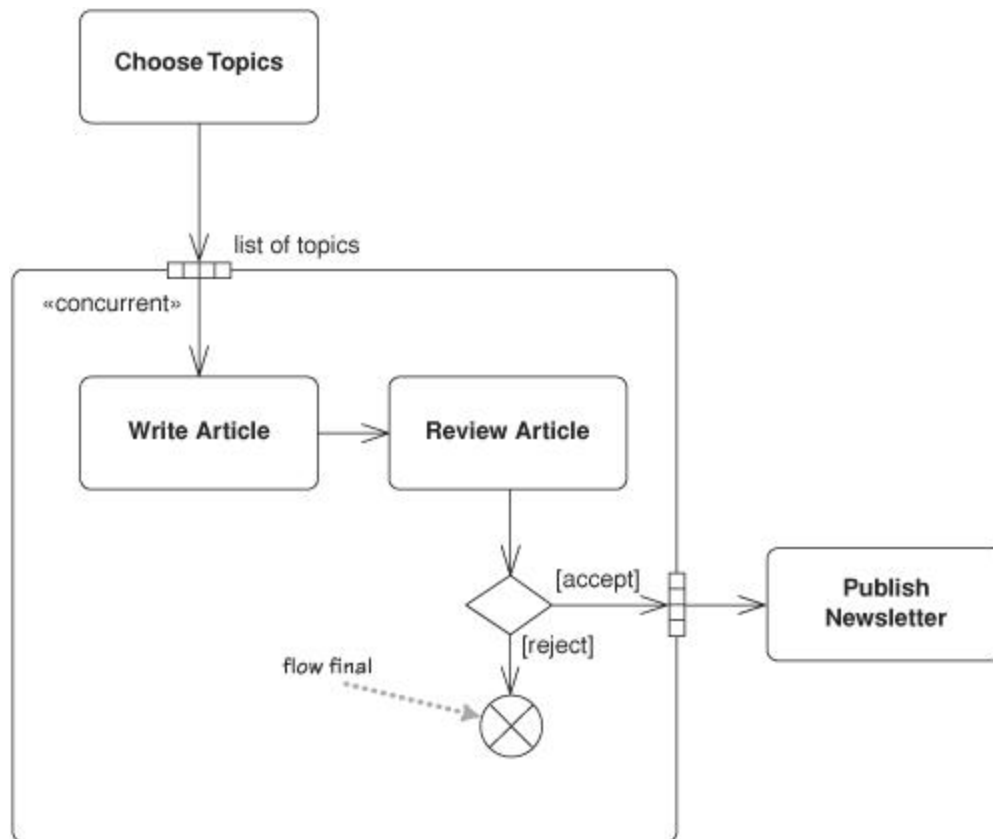 Choose Topics
list of topics
«concurrent»
Write Article
Review Article
[accept]
Publish
Newsletter
[reject]
flow final